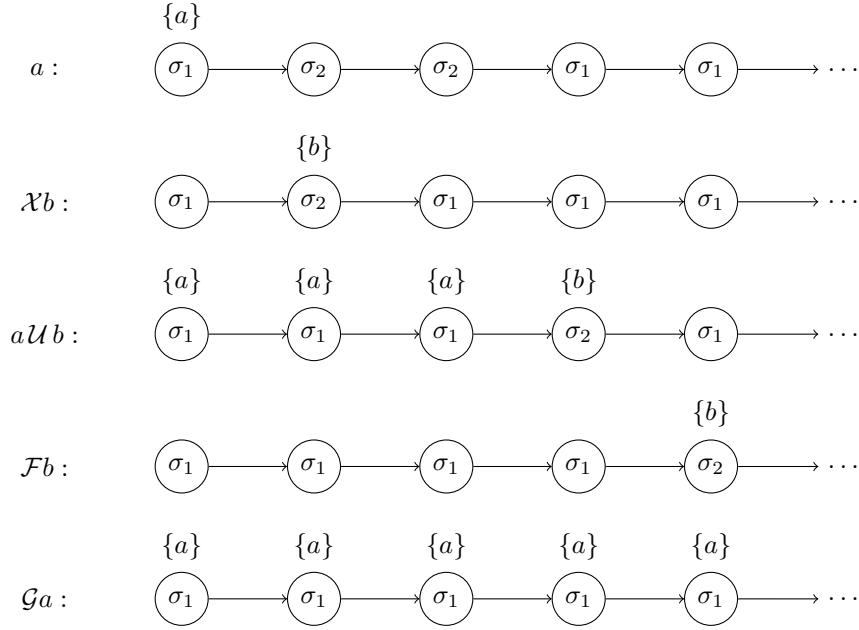 {a}
a : σ₁ σ₂ σ₂ σ₁ σ₁ ⋯
{b}
𝒳b : σ₁ σ₂ σ₁ σ₁ σ₁ ⋯
{a} {a} {a} {b}
a𝒰b : σ₁ σ₁ σ₁ σ₂ σ₁ ⋯
{b}
ℱb : σ₁ σ₁ σ₁ σ₁ σ₂ ⋯
{a} {a} {a} {a} {a}
𝒢a : σ₁ σ₁ σ₁ σ₁ σ₁ ⋯